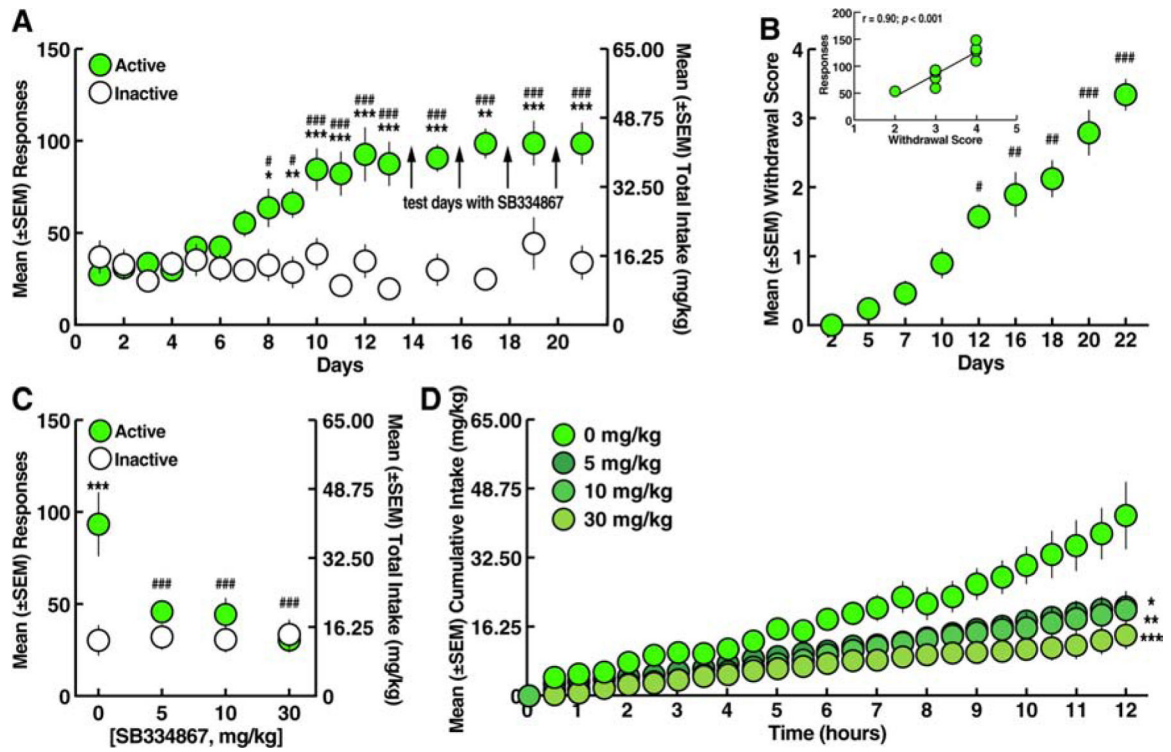 A
Mean (±SEM) Responses
150
100
50
0
Active
Inactive
# * # ** ### *** ### *** ### *** ### *** ### *** ### ** ### *** ### ***
test days with SB334867
65.00
48.75
32.50
16.25
0
Mean (±SEM) Total Intake (mg/kg)
0 2 4 6 8 10 12 14 16 18 20
Days
B
Mean (±SEM) Withdrawal Score
4
3
2
1
0
r = 0.90; p < 0.001
Responses
200
150
100
50
0
1 2 3 4 5
Withdrawal Score
# ## ## ### ###
2 5 7 10 12 16 18 20 22
Days
C
Mean (±SEM) Responses
150
100
50
0
Active
Inactive
*** ### ### ###
65.00
48.75
32.50
16.25
0
Mean (±SEM) Total Intake (mg/kg)
0 5 10 30
[SB334867, mg/kg]
D
Mean (±SEM) Cumulative Intake (mg/kg)
65.00
48.75
32.50
16.25
0
0 mg/kg
5 mg/kg
10 mg/kg
30 mg/kg
*
**
***
0 1 2 3 4 5 6 7 8 9 10 11 12
Time (hours)